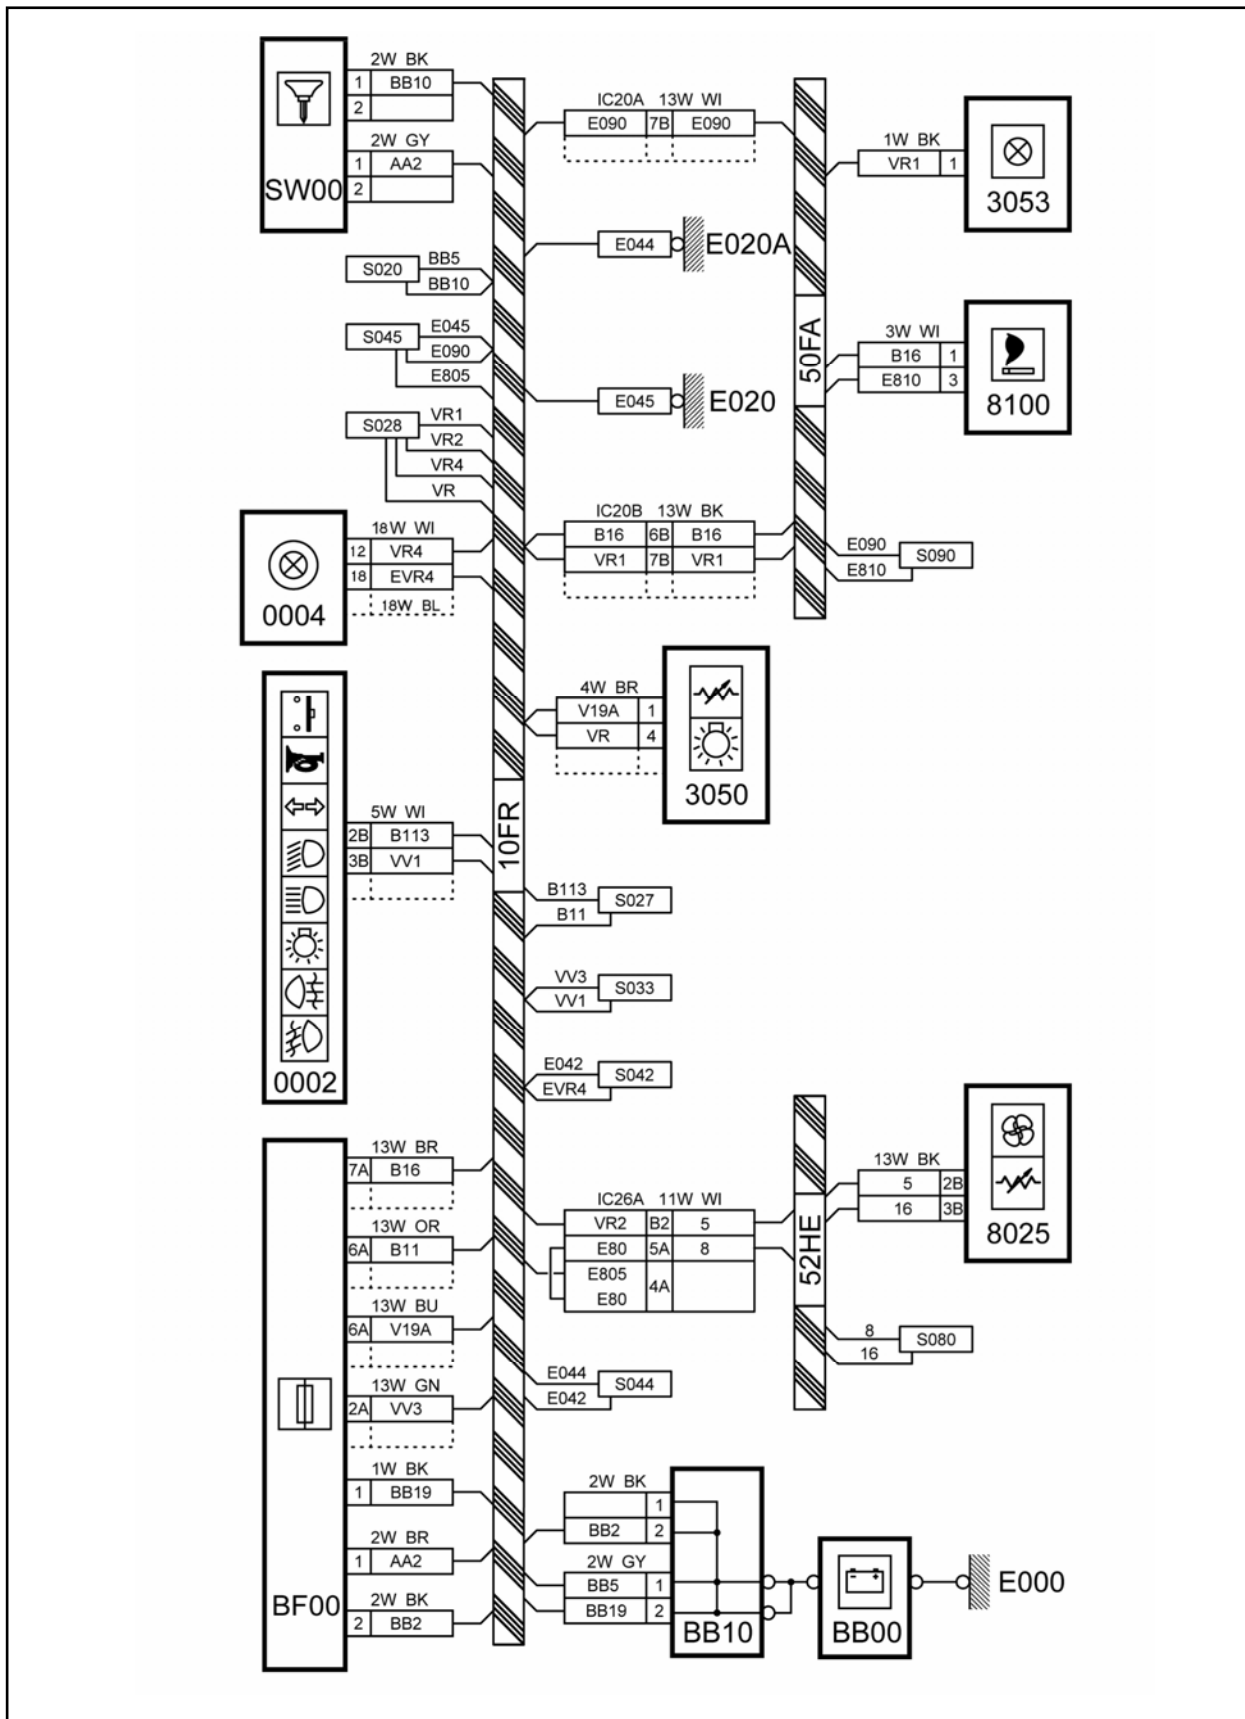 2W BK
1 BB10
2
2W GY
1 AA2
2
SW00
S020 BB5
BB10
S045 E045
E090
E805
S028 VR1
VR2
VR4
VR
18W WI
12 VR4
18 EVR4
18W BL
0004
5W WI
2B B113
3B VV1
0002
13W BR
7A B16
13W OR
6A B11
13W BU
6A V19A
13W GN
2A VV3
1W BK
1 BB19
2W BR
1 AA2
2W BK
2 BB2
BF00
10FR
IC20A 13W WI
E090 7B E090
E044 E020A
E045 E020
IC20B 13W BK
B16 6B B16
VR1 7B VR1
4W BR
V19A 1
VR 4
3050
B113 S027
B11
VV3 S033
VV1
E042 S042
EVR4
IC26A 11W WI
VR2 B2 5
E80 5A 8
E805
4A
E80
E044 S044
E042
2W BK
1
BB2 2
2W GY
BB5 1
BB19 2
BB10
BB00
E000
50FA
1W BK
VR1 1
3053
3W WI
B16 1
E810 3
8100
E090 S090
E810
52HE
13W BK
5 2B
16 3B
8025
8 S080
16